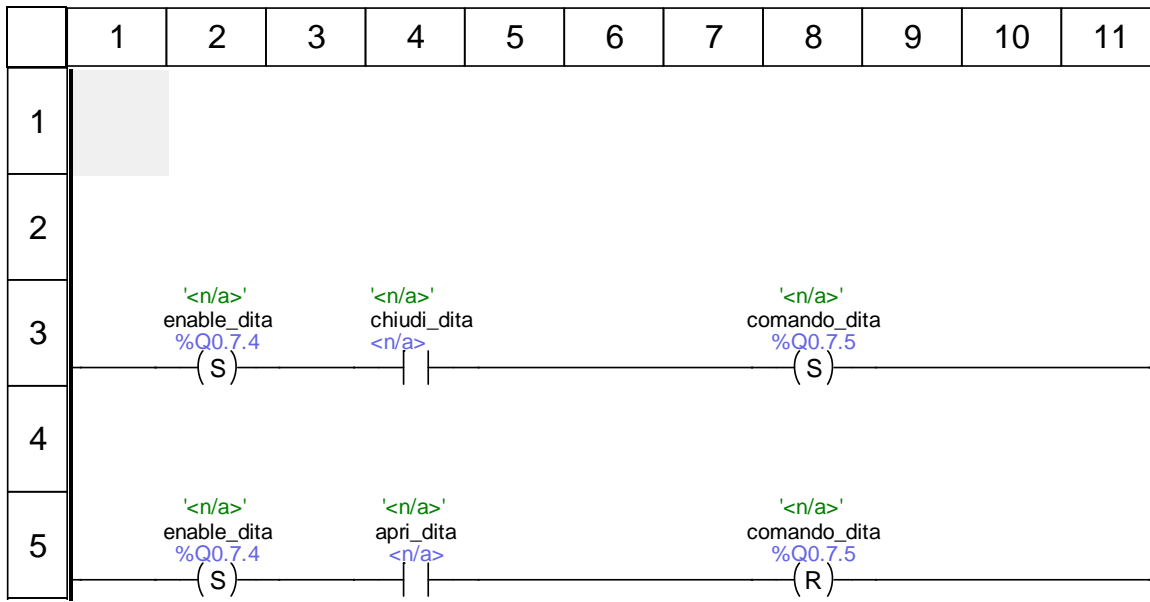 1 2 3 4 5 6 7 8 9 10 11
1
2
'<n/a>' '<n/a>' '<n/a>'
enable_dita chiudi_dita comando_dita
%Q0.7.4 <n/a> %Q0.7.5
3
S S
4
'<n/a>' '<n/a>' '<n/a>'
enable_dita apri_dita comando_dita
%Q0.7.4 <n/a> %Q0.7.5
5
S R